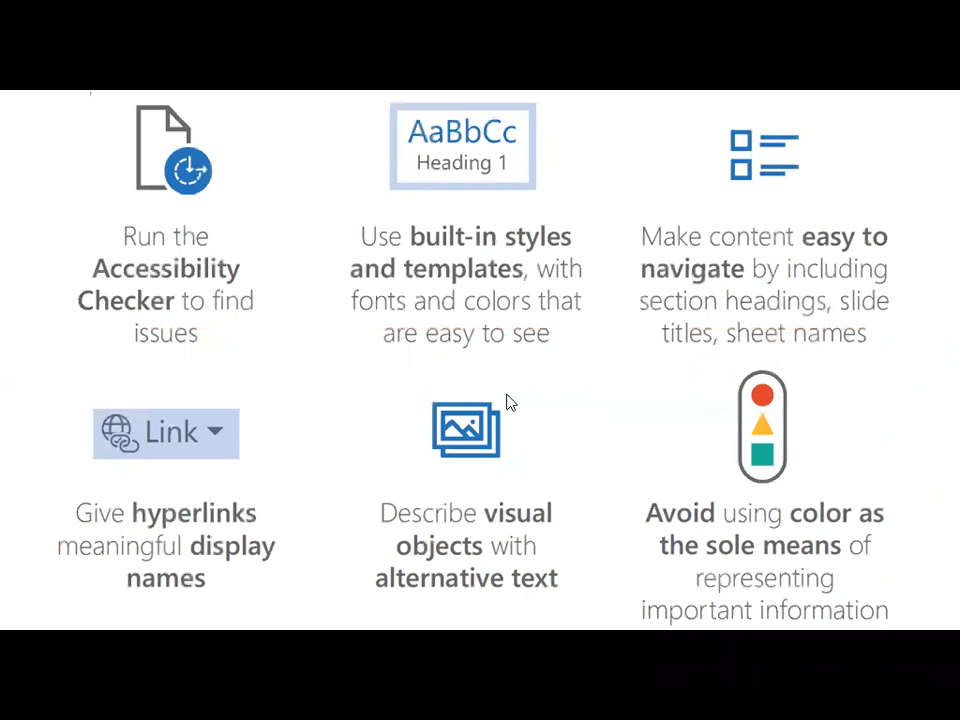 AaBbCc
Heading 1
Run the
Accessibility
Checker to find
issues
Use built-in styles
and templates, with
fonts and colors that
are easy to see
Make content easy to
navigate by including
section headings, slide
titles, sheet names
Link
Give hyperlinks
meaningful display
names
Describe visual
objects with
alternative text
Avoid using color as
the sole means of
representing
important information